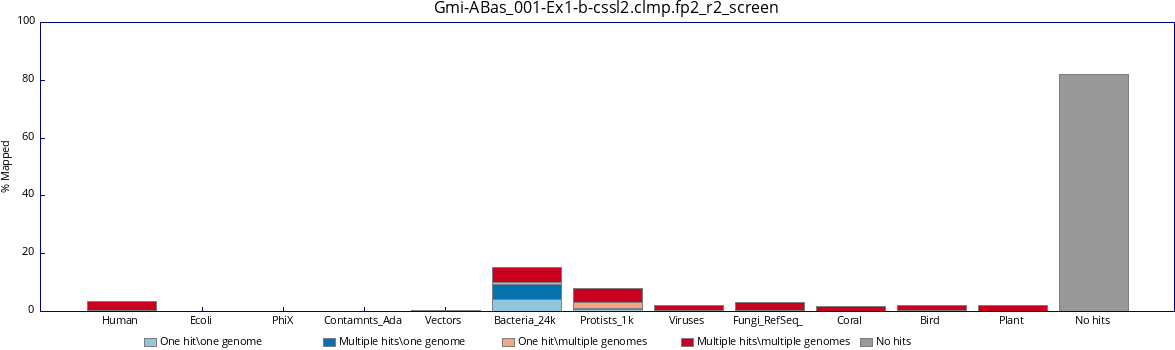 Gmi-ABas_001-Ex1-b-cssl2.clmp.fp2_r2_screen
% Mapped
100
80
60
40
20
0
Human Ecoli PhiX Contamnts_Ada Vectors Bacteria_24k Protists_1k Viruses Fungi_RefSeq_ Coral Bird Plant No hits
One hit\one genome Multiple hits\one genome One hit\multiple genomes Multiple hits\multiple genomes No hits